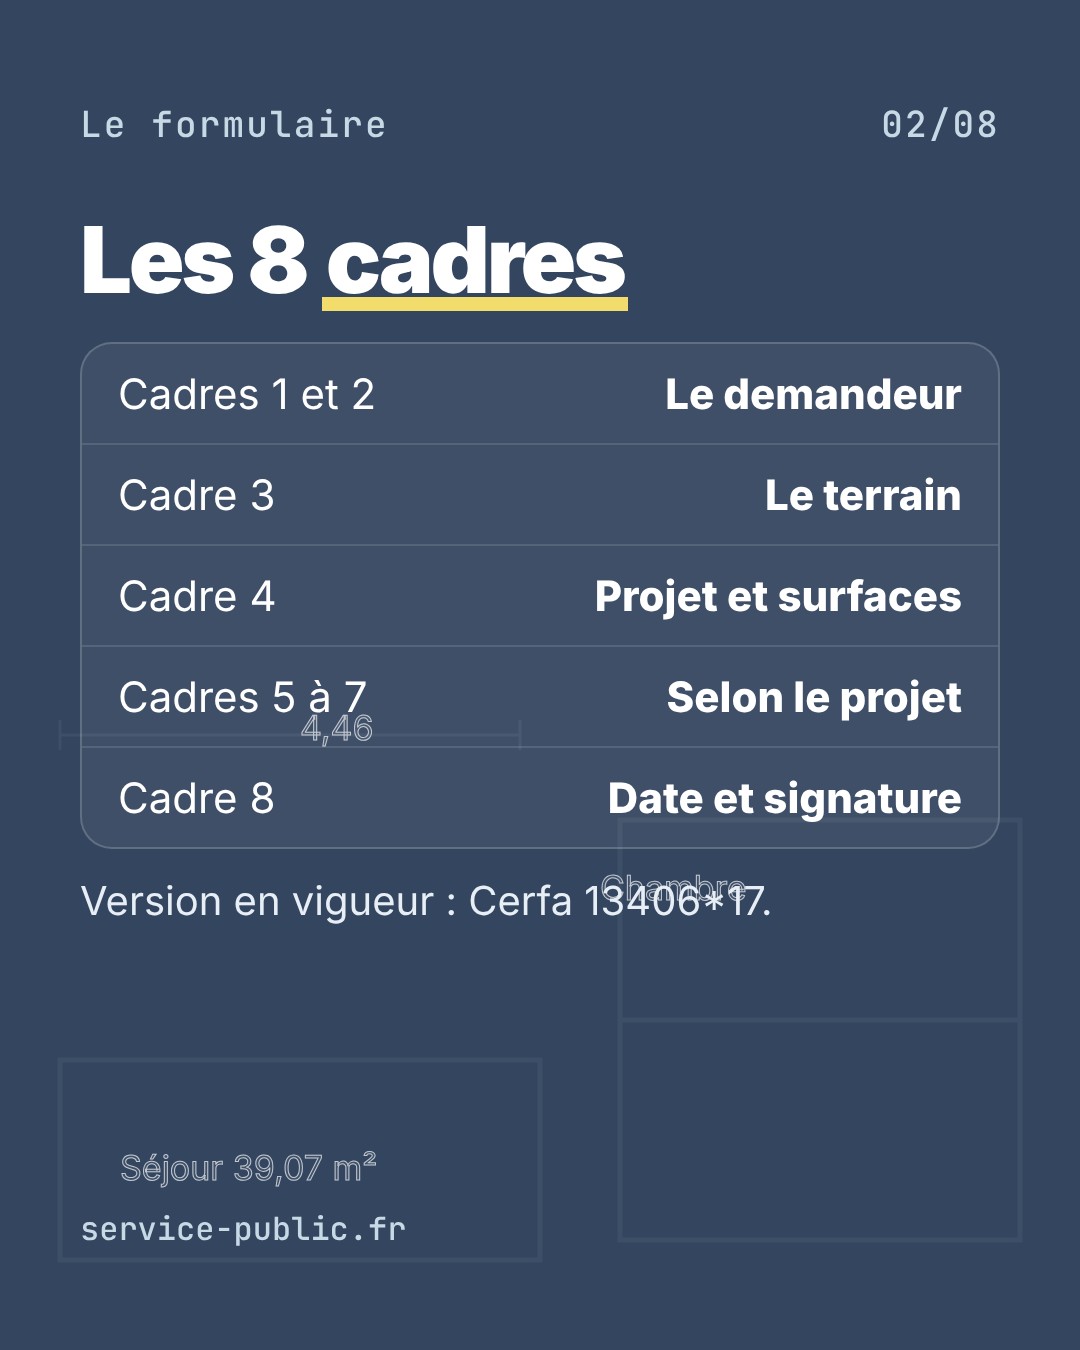 Le formulaire 02/08
Les 8 cadres
Cadres 1 et 2 Le demandeur
Cadre 3 Le terrain
Cadre 4 Projet et surfaces
Cadres 5 à 7 Selon le projet
4,46
Cadre 8 Date et signature
Chambre
Version en vigueur : Cerfa 13406*17.
Séjour 39,07 m²
service-public.fr